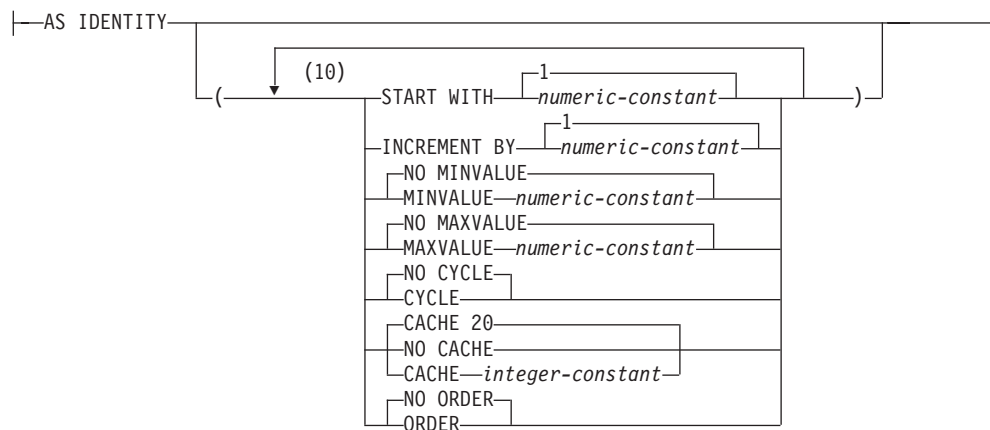 AS IDENTITY
(10)
1
( START WITH numeric-constant )
1
INCREMENT BY numeric-constant
NO MINVALUE
MINVALUE numeric-constant
NO MAXVALUE
MAXVALUE numeric-constant
NO CYCLE
CYCLE
CACHE 20
NO CACHE
CACHE integer-constant
NO ORDER
ORDER